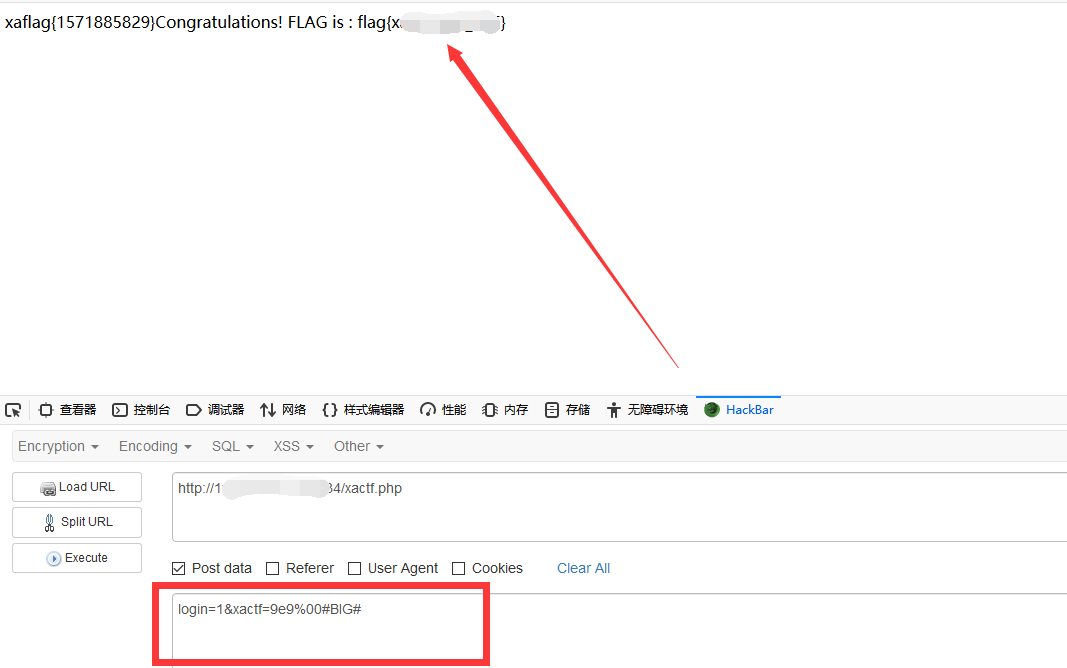 xaflag{1571885829}Congratulations! FLAG is : flag{x }
查看器 控制台 调试器 网络 样式编辑器 性能 内存 存储 无障碍环境 HackBar
Encryption Encoding SQL XSS Other
Load URL
http://1 34/xactf.php
Split URL
Execute
Post data Referer User Agent Cookies Clear All
login=1&xactf=9e9%00#BIG#